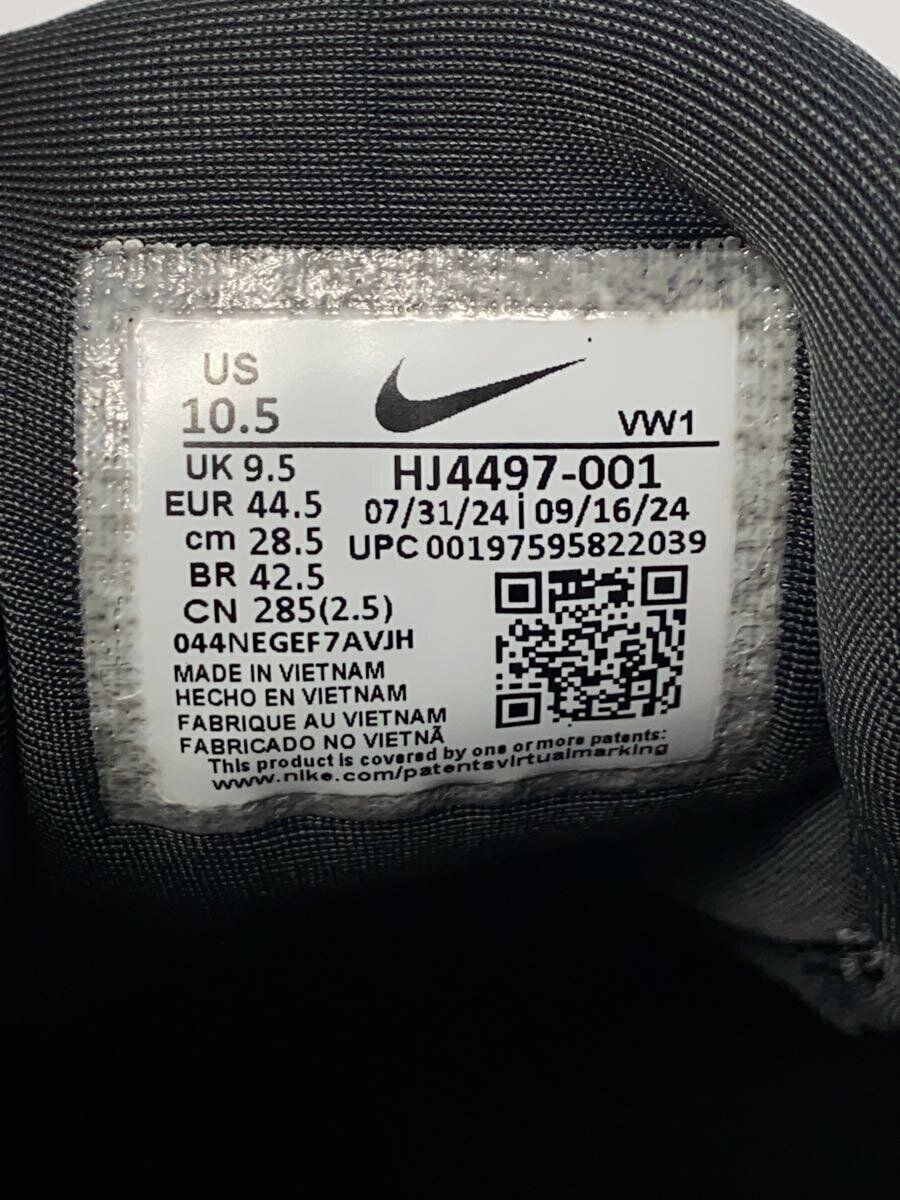 US
10.5
VW1
UK 9.5
HJ4497-001
EUR 44.5
07/31/24 | 09/16/24
cm 28.5
UPC 00197595822039
BR 42.5
CN 285(2.5)
044NEGEF7AVJH
MADE IN VIETNAM
HECHO EN VIETNAM
FABRIQUE AU VIETNAM
FABRICADO NO VIETNÃ
This product is covered by one or more patents:
www.nike.com/patentsvirtualmarking